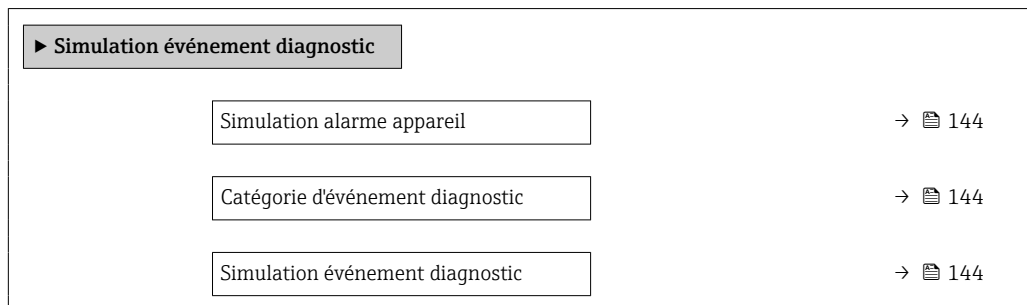 ▶ Simulation événement diagnostic
Simulation alarme appareil → 144
Catégorie d'événement diagnostic → 144
Simulation événement diagnostic → 144